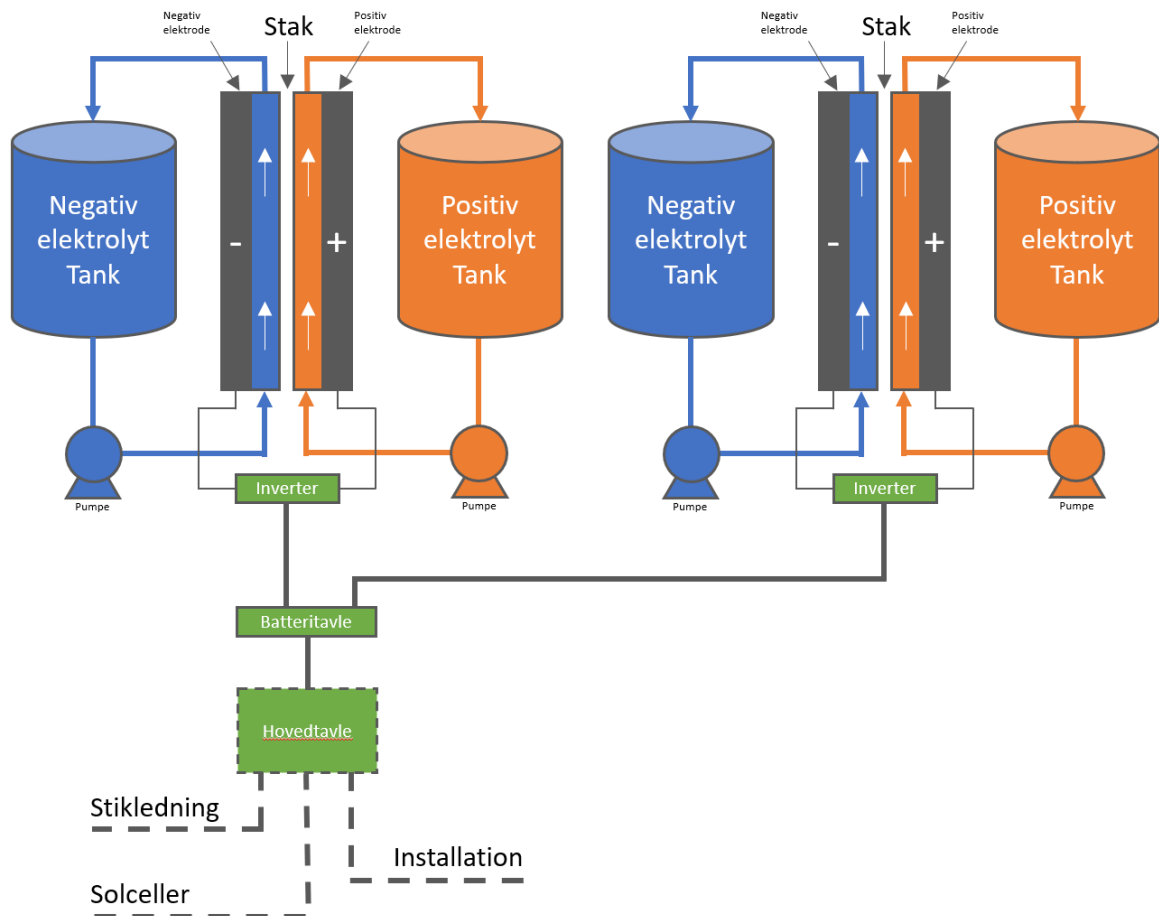 Negativ
elektrode
Stak
Positiv
elektrode
Negativ
elektrode
Stak
Positiv
elektrode
Negativ
elektrolyt
Tank
-
+
Positiv
elektrolyt
Tank
Negativ
elektrolyt
Tank
-
+
Positiv
elektrolyt
Tank
Inverter
Inverter
Pumpe
Pumpe
Pumpe
Pumpe
Batteritavle
Hovedtavle
Stikledning
Installation
Solceller